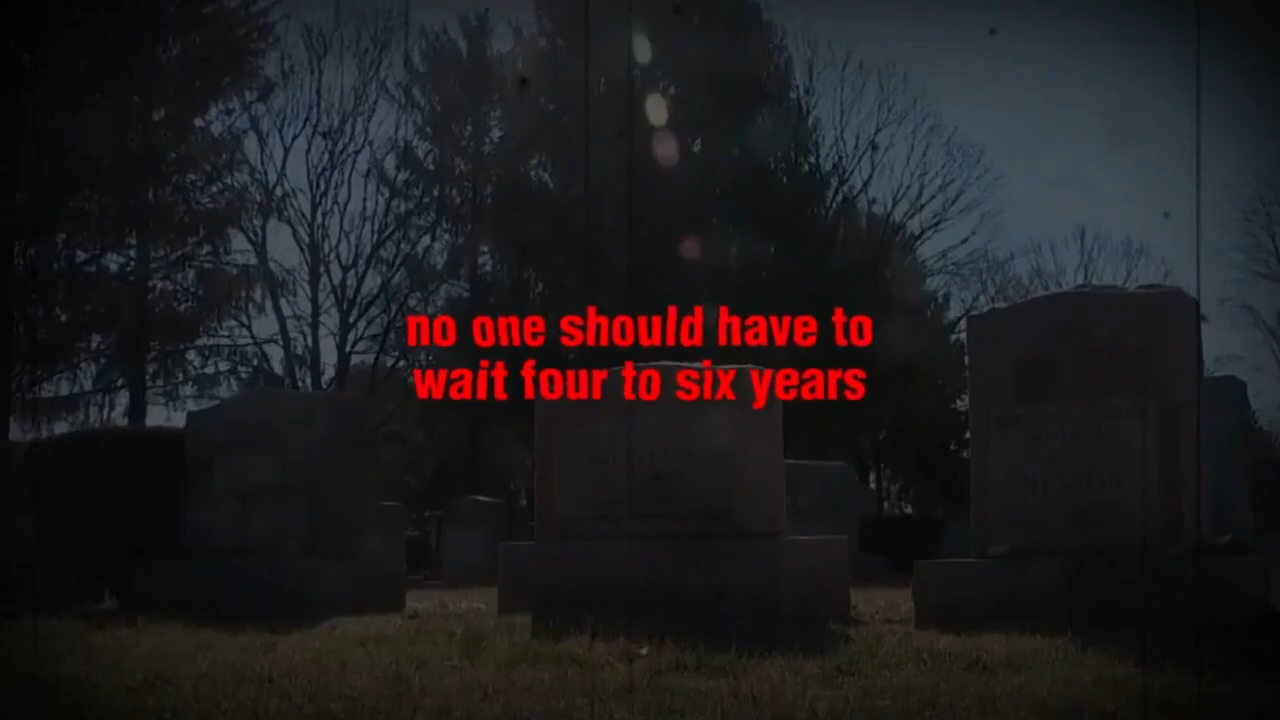 no one should have to
wait four to six years